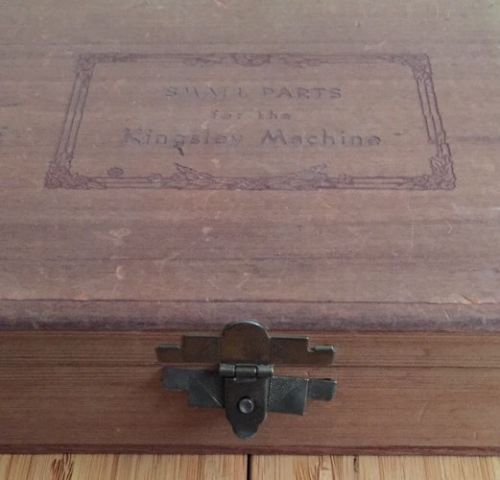 SMALL PARTS
for the
Kingsley Machine